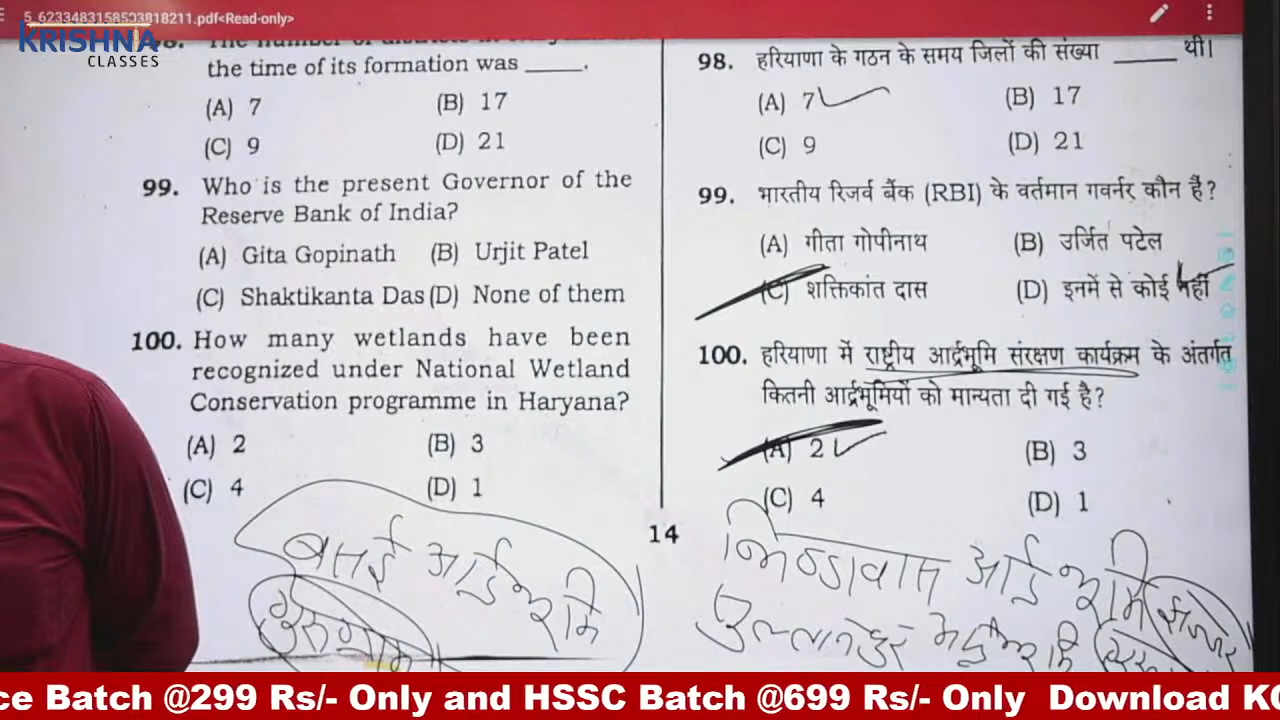 5_6233483158503818211.pdf<Read-only>
KRISHNA
CLASSES
the time of its formation was ____.
(A) 7 (B) 17
(C) 9 (D) 21
99. Who is the present Governor of the
Reserve Bank of India?
(A) Gita Gopinath (B) Urjit Patel
(C) Shaktikanta Das (D) None of them
100. How many wetlands have been
recognized under National Wetland
Conservation programme in Haryana?
(A) 2 (B) 3
(C) 4 (D) 1
98. हरियाणा के गठन के समय जिलों की संख्या ____ थी।
(A) 7 (B) 17
(C) 9 (D) 21
99. भारतीय रिजर्व बैंक (RBI) के वर्तमान गवर्नर कौन हैं?
(A) गीता गोपीनाथ (B) उर्जित पटेल
(C) शक्तिकांत दास (D) इनमें से कोई नहीं
100. हरियाणा में राष्ट्रीय आर्द्रभूमि संरक्षण कार्यक्रम के अंतर्गत
कितनी आर्द्रभूमियों को मान्यता दी गई है?
(A) 2 (B) 3
(C) 4 (D) 1
14
ce Batch @299 Rs/- Only and HSSC Batch @699 Rs/- Only Download KC